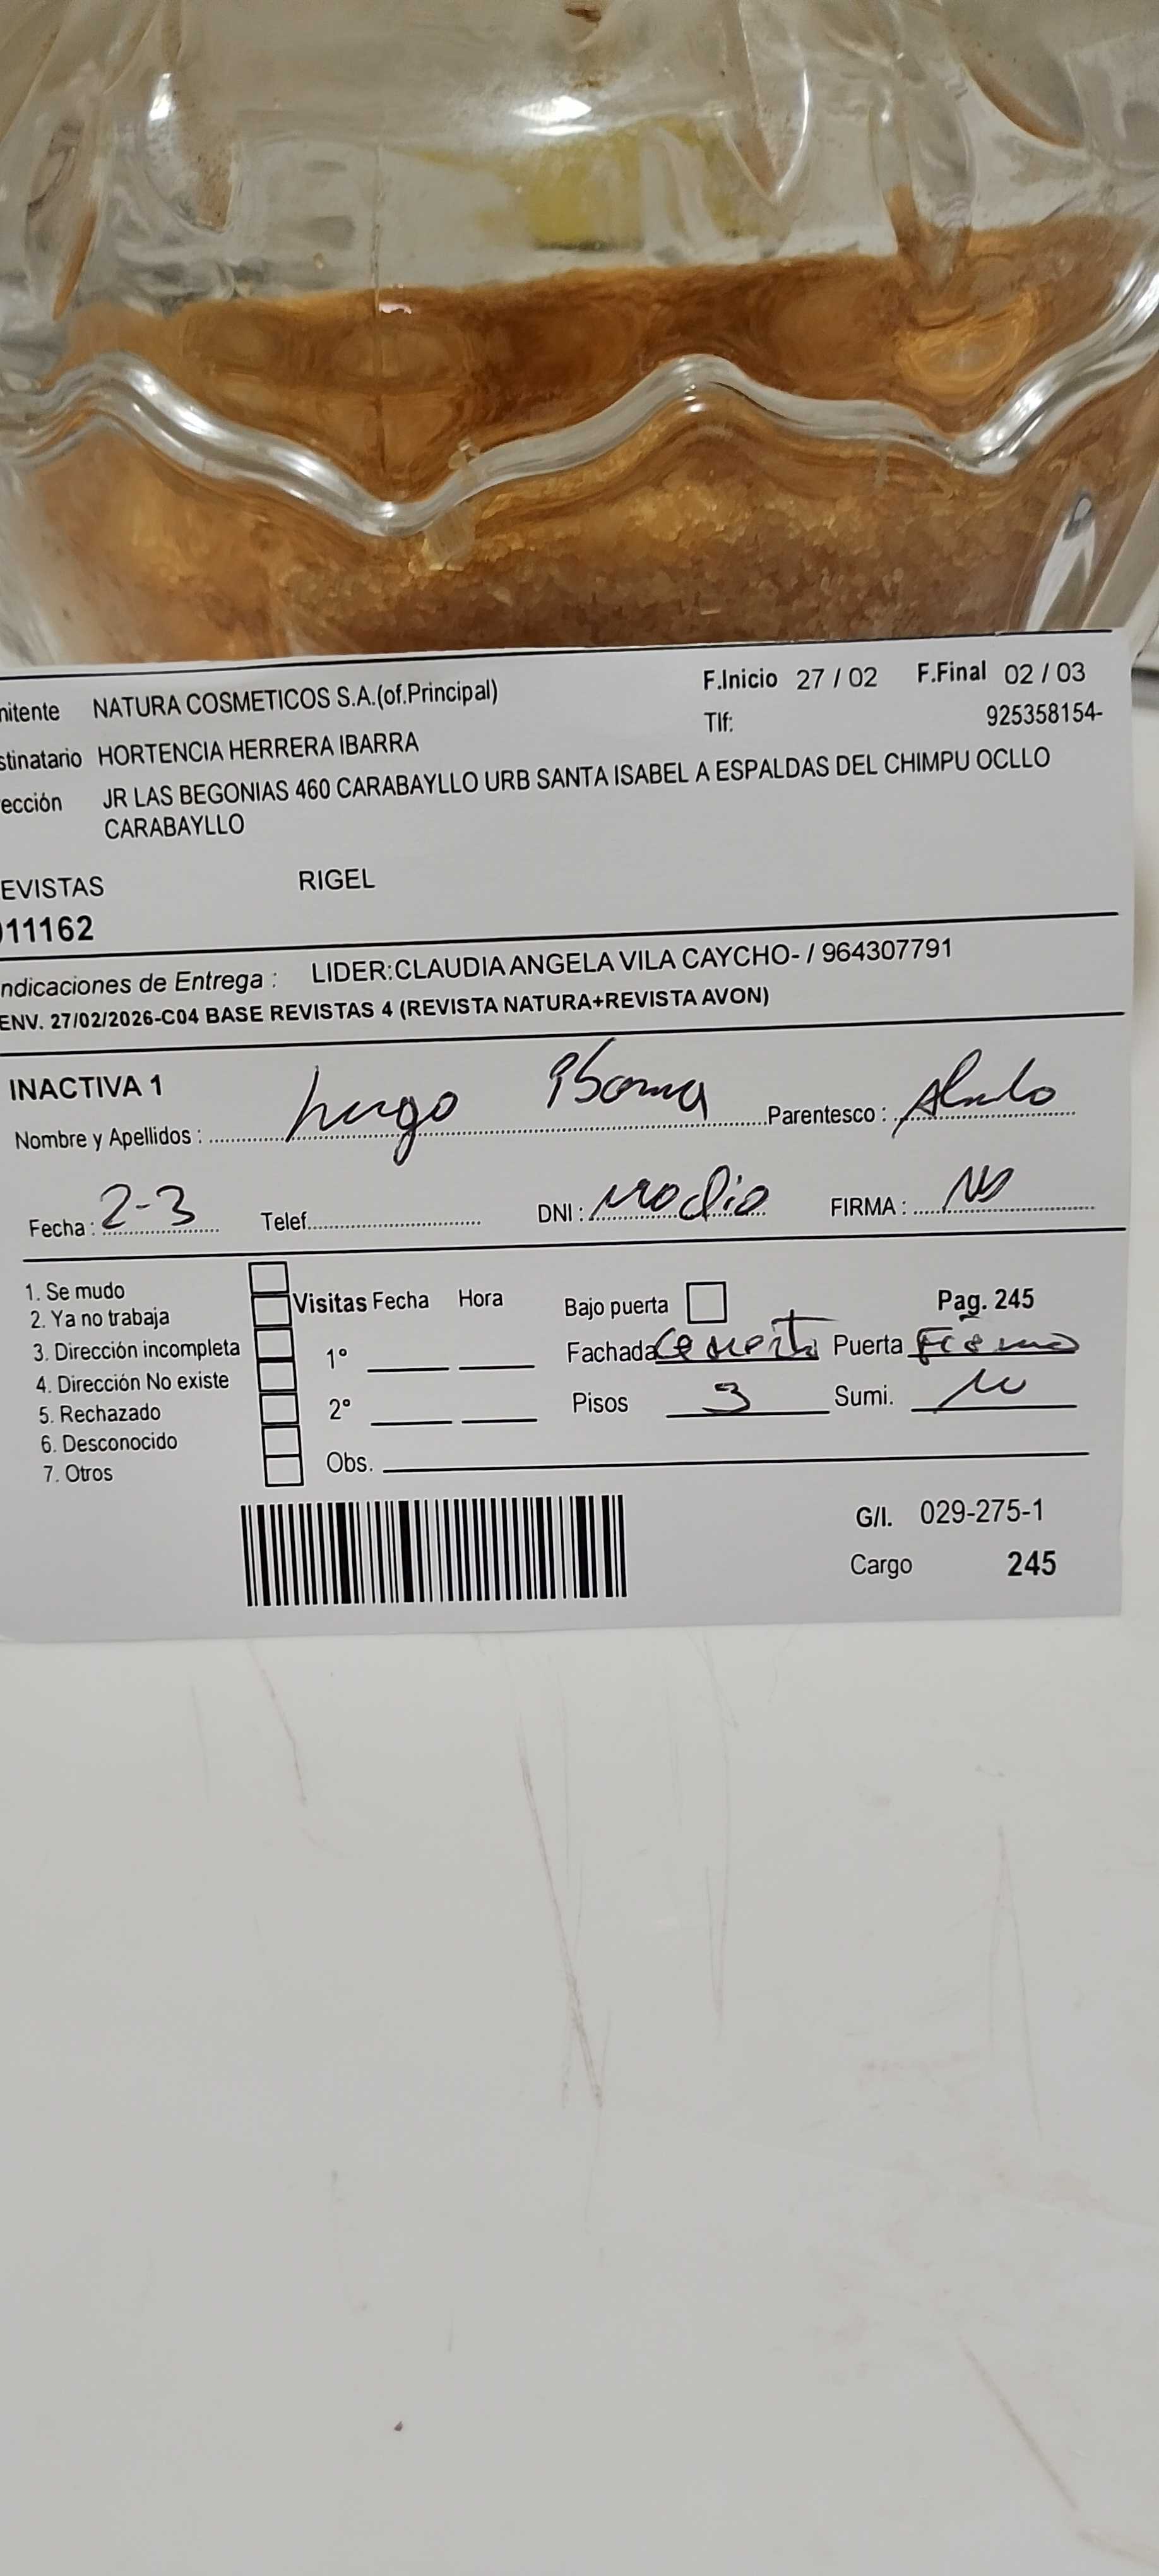 mitente NATURA COSMETICOS S.A.(of.Principal) F.Inicio 27 / 02 F.Final 02 / 03
Tlf: 925358154-
stinatario HORTENCIA HERRERA IBARRA
ección JR LAS BEGONIAS 460 CARABAYLLO URB SANTA ISABEL A ESPALDAS DEL CHIMPU OCLLO
CARABAYLLO
EVISTAS RIGEL
11162
ndicaciones de Entrega : LIDER:CLAUDIA ANGELA VILA CAYCHO- / 964307791
ENV. 27/02/2026-C04 BASE REVISTAS 4 (REVISTA NATURA+REVISTA AVON)
INACTIVA 1
Nombre y Apellidos : hugo Ibarra Parentesco :
Fecha : 2-3 Telef. DNI : FIRMA : NO
1. Se mudo
2. Ya no trabaja
3. Dirección incompleta
4. Dirección No existe
5. Rechazado
6. Desconocido
7. Otros
Visitas Fecha Hora
1°
2°
Obs.
Bajo puerta Pag. 245
Fachada Cemento Puerta Fierro
Pisos 3 Sumi.
G/I. 029-275-1
Cargo 245